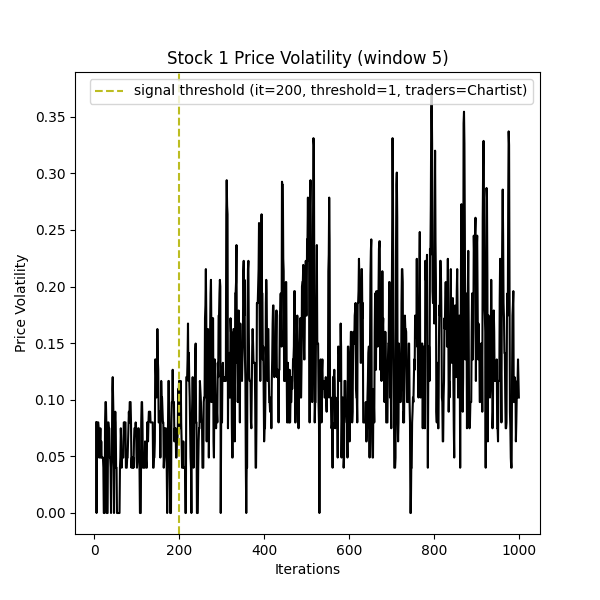 Stock 1 Price Volatility (window 5)
signal threshold (it=200, threshold=1, traders=Chartist)
Price Volatility
0.35
0.30
0.25
0.20
0.15
0.10
0.05
0.00
0 200 400 600 800 1000
Iterations